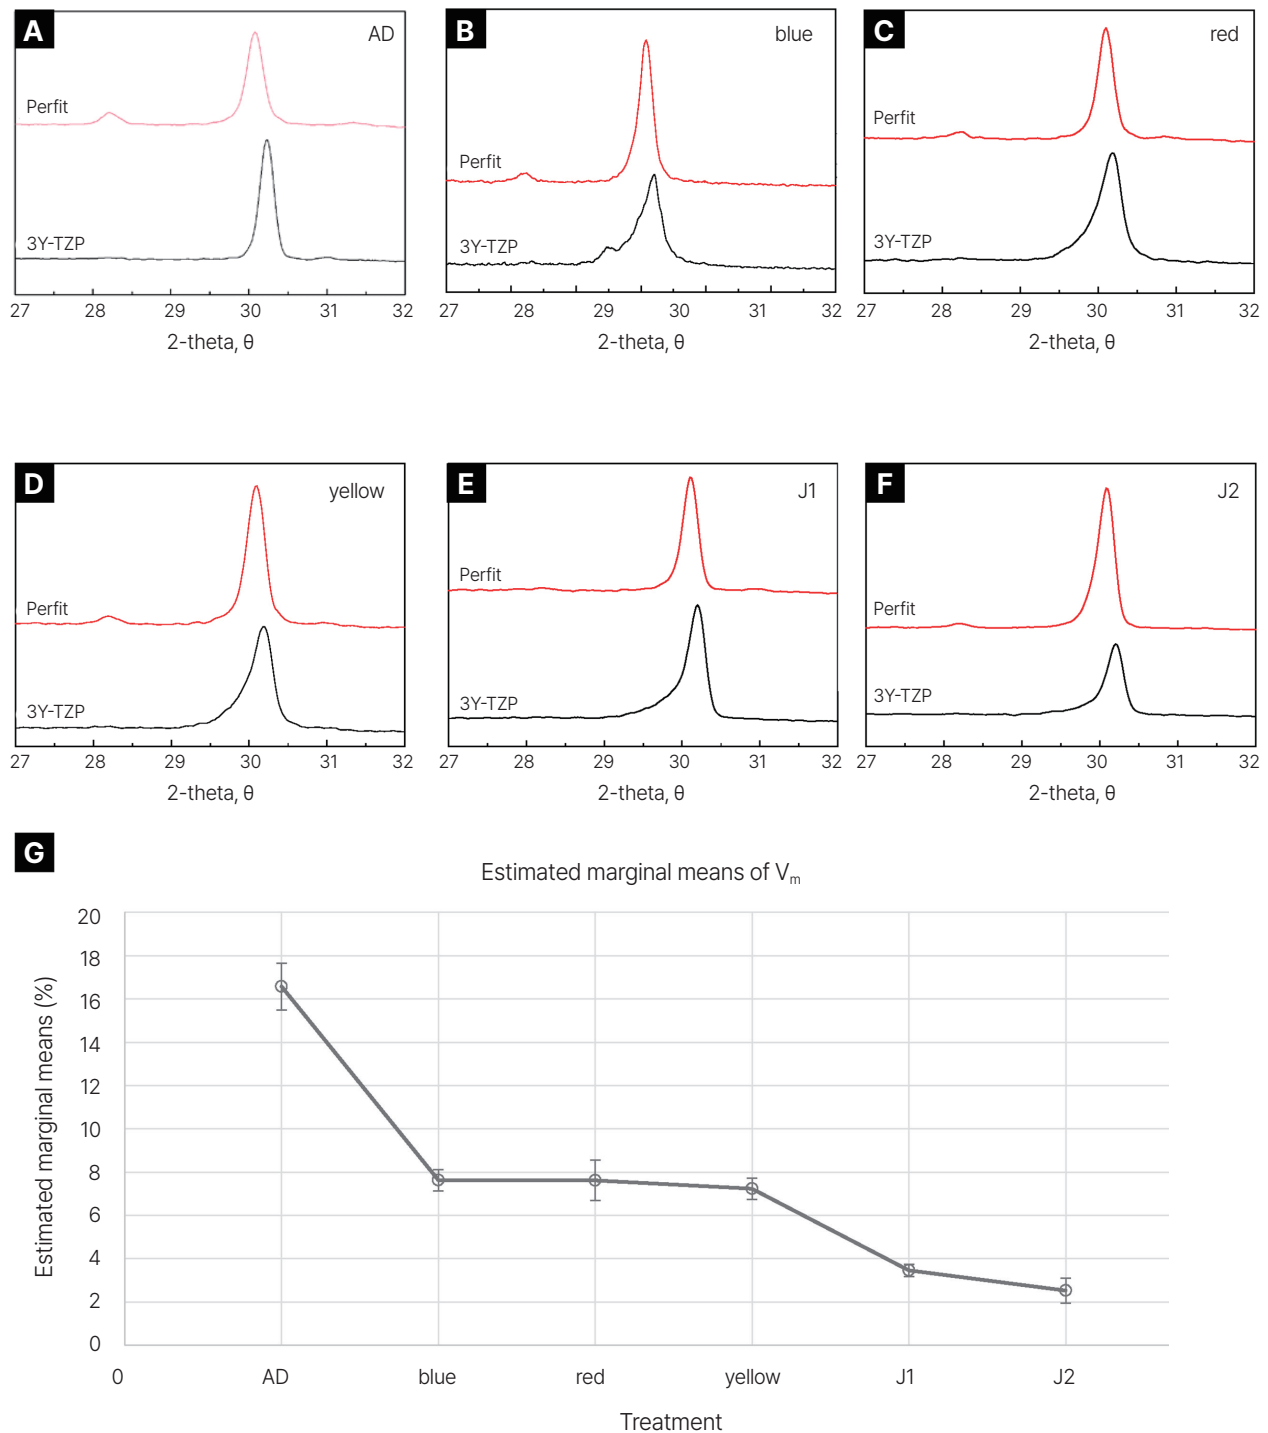 A
AD
Perfit
3Y-TZP
27 28 29 30 31 32
2-theta, θ
B
blue
Perfit
3Y-TZP
27 28 29 30 31 32
2-theta, θ
C
red
Perfit
3Y-TZP
27 28 29 30 31 32
2-theta, θ
D
yellow
Perfit
3Y-TZP
27 28 29 30 31 32
2-theta, θ
E
J1
Perfit
3Y-TZP
27 28 29 30 31 32
2-theta, θ
F
J2
Perfit
3Y-TZP
27 28 29 30 31 32
2-theta, θ
G
Estimated marginal means of Vm
Estimated marginal means (%)
20
18
16
14
12
10
8
6
4
2
0
0 AD blue red yellow J1 J2
Treatment